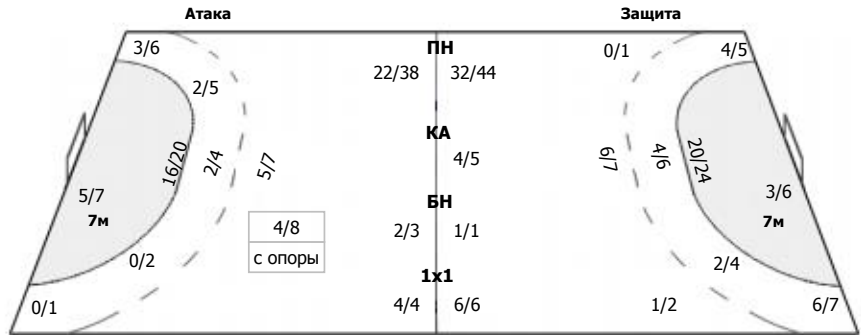 Атака Защита
3/6 ПН 0/1 4/5
22/38 32/44
2/5
КА
16/20 2/4 5/7 4/5 6/7 4/6 20/24
5/7 3/6
7м БН 7м
4/8 2/3 1/1
с опоры
0/2 2/4
1x1
0/1 4/4 6/6 1/2 6/7